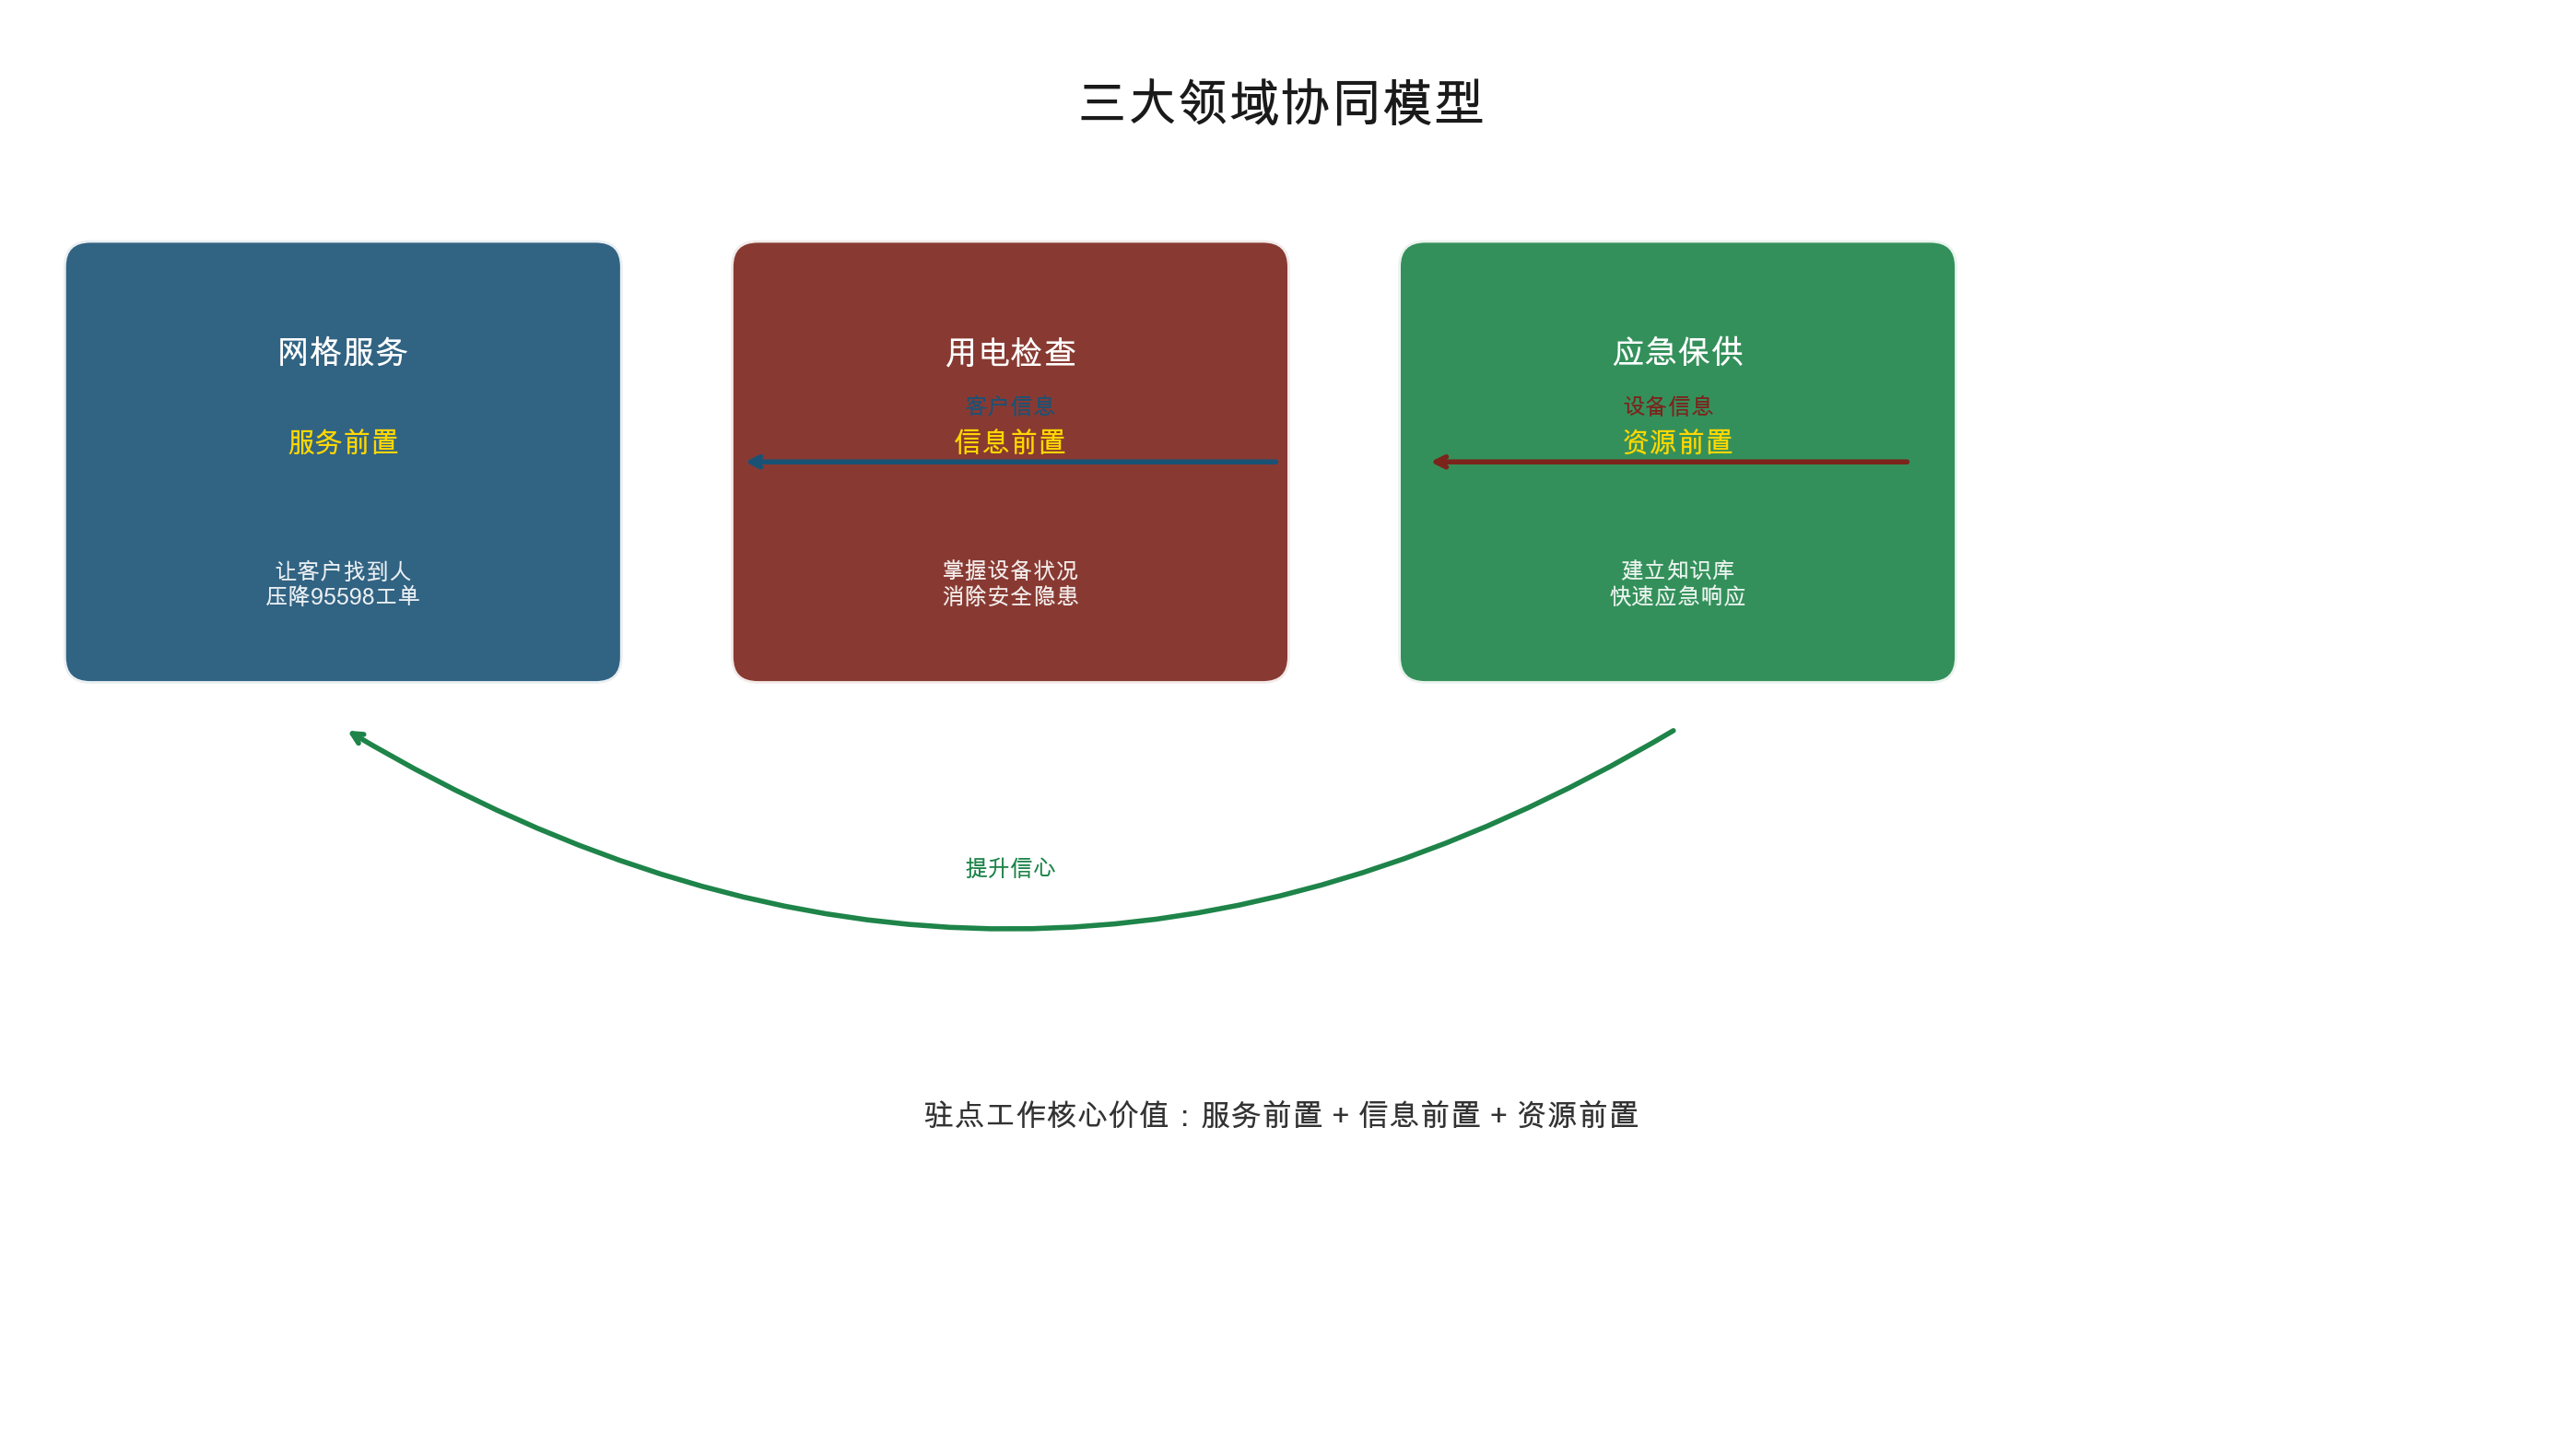 三大领域协同模型
网格服务
服务前置
让客户找到人
压降95598工单
用电检查
客户信息
信息前置
掌握设备状况
消除安全隐患
应急保供
设备信息
资源前置
建立知识库
快速应急响应
提升信心
驻点工作核心价值：服务前置 + 信息前置 + 资源前置